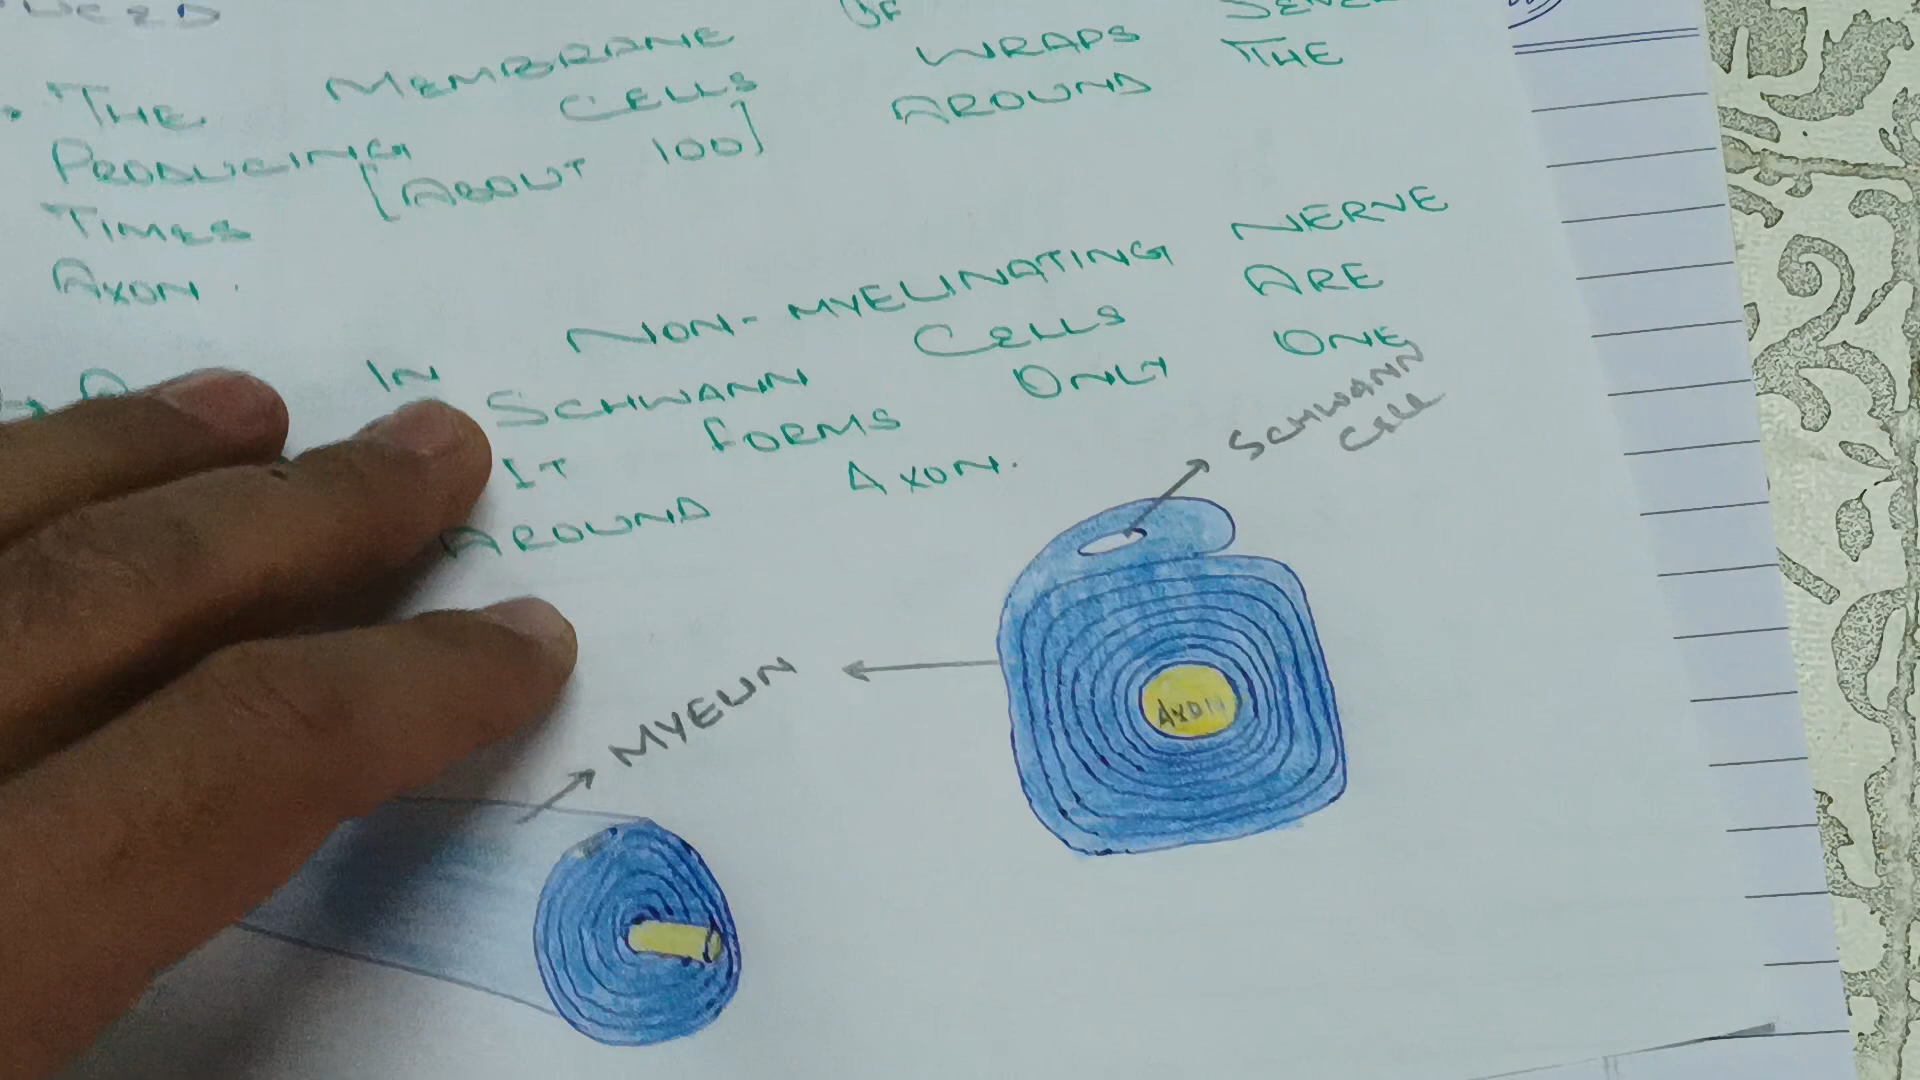 • THE MEMBRANE OF
PRODUCING CELLS WRAPS
TIMES [ABOUT 100] AROUND THE
AXON.
IN NON-MYELINATING NERVE
SCHWANN CELLS ARE
IT FORMS ONLY ONE
AROUND AXON.
SCHWANN
CELL
MYELIN
AXON